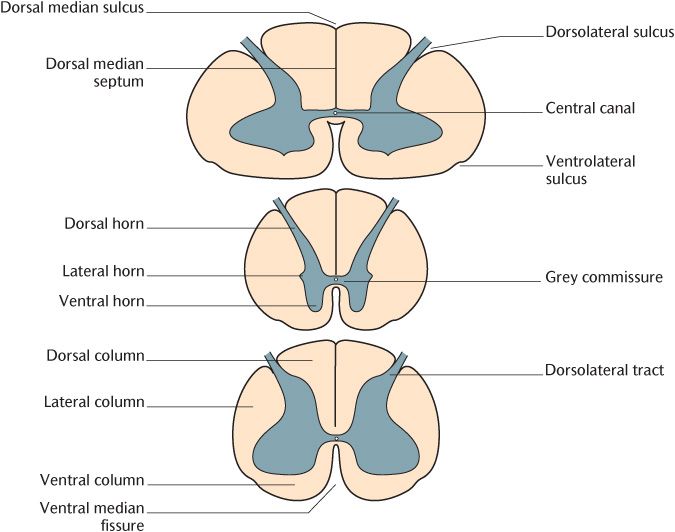 Dorsal median sulcus
Dorsolateral sulcus
Dorsal median
septum
Central canal
Ventrolateral
sulcus
Dorsal horn
Lateral horn
Grey commissure
Ventral horn
Dorsal column
Dorsolateral tract
Lateral column
Ventral column
Ventral median
fissure